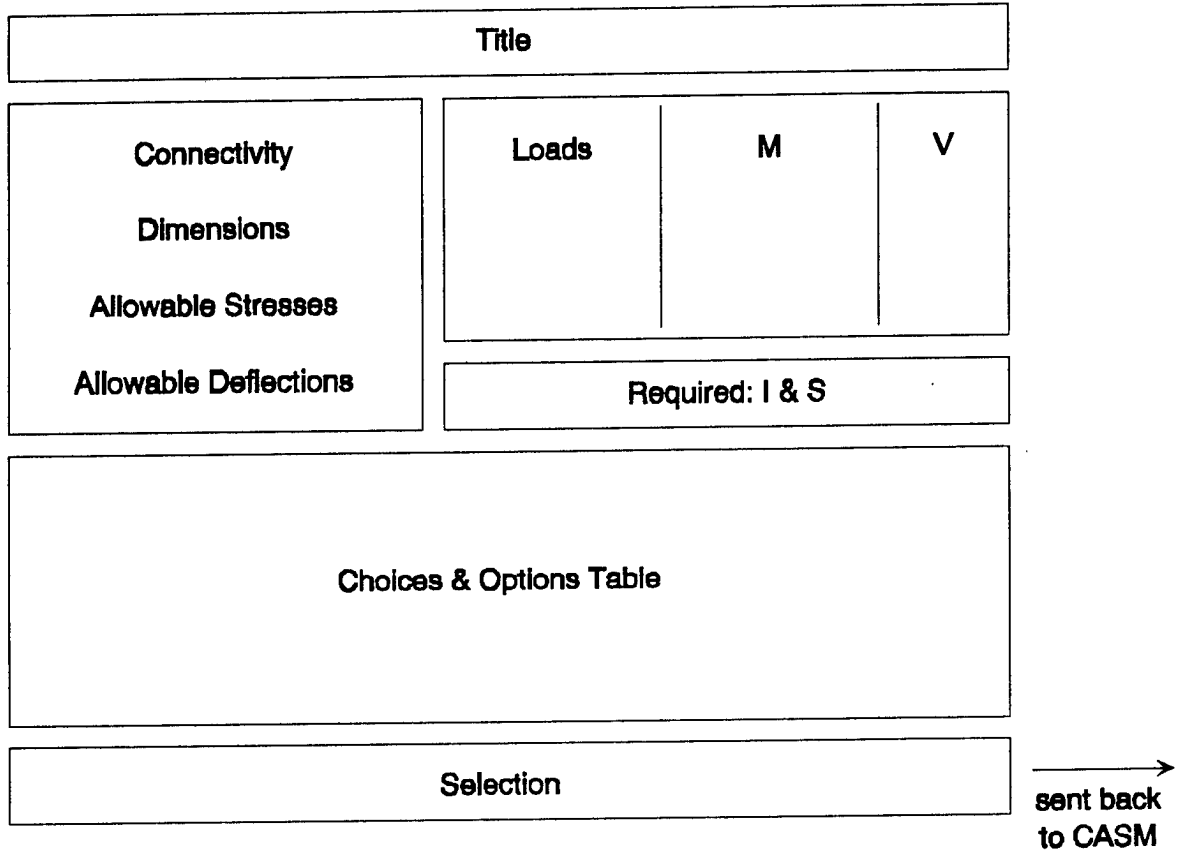 Title
Connectivity
Dimensions
Allowable Stresses
Allowable Deflections
Loads
M
V
Required: I & S
Choices & Options Table
Selection
sent back
to CASM